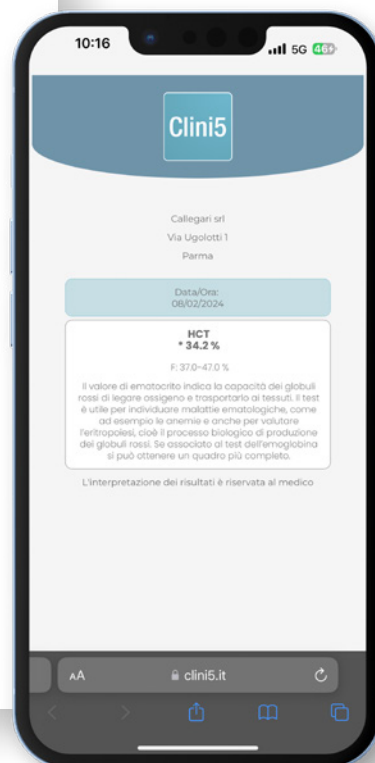 10:16
5G 46
Clini5
Callegari srl
Via Ugolotti 1
Parma
Data/Ora:
08/02/2024
HCT
* 34.2 %
F: 37.0-47.0 %
Il valore di ematocrito indica la capacità dei globuli
rossi di legare ossigeno e trasportarlo ai tessuti. Il test
è utile per individuare malattie ematologiche, come
ad esempio le anemie e anche per valutare
l'eritropoiesi, cioè il processo biologico di produzione
dei globuli rossi. Se associato al test dell'emoglobina
si può ottenere un quadro più completo.
L'interpretazione dei risultati è riservata al medico
AA
clini5.it